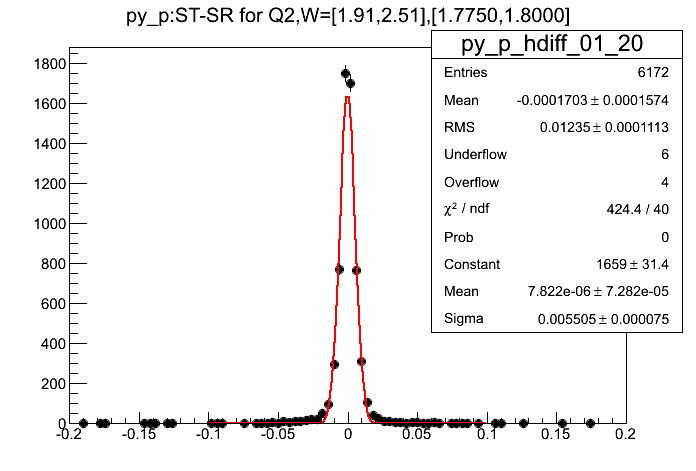 py_p:ST-SR for Q2,W=[1.91,2.51],[1.7750,1.8000]
py_p_hdiff_01_20
Entries 6172
Mean -0.0001703 ± 0.0001574
RMS 0.01235 ± 0.0001113
Underflow 6
Overflow 4
χ² / ndf 424.4 / 40
Prob 0
Constant 1659 ± 31.4
Mean 7.822e-06 ± 7.282e-05
Sigma 0.005505 ± 0.000075
1800
1600
1400
1200
1000
800
600
400
200
0
-0.2 -0.15 -0.1 -0.05 0 0.05 0.1 0.15 0.2